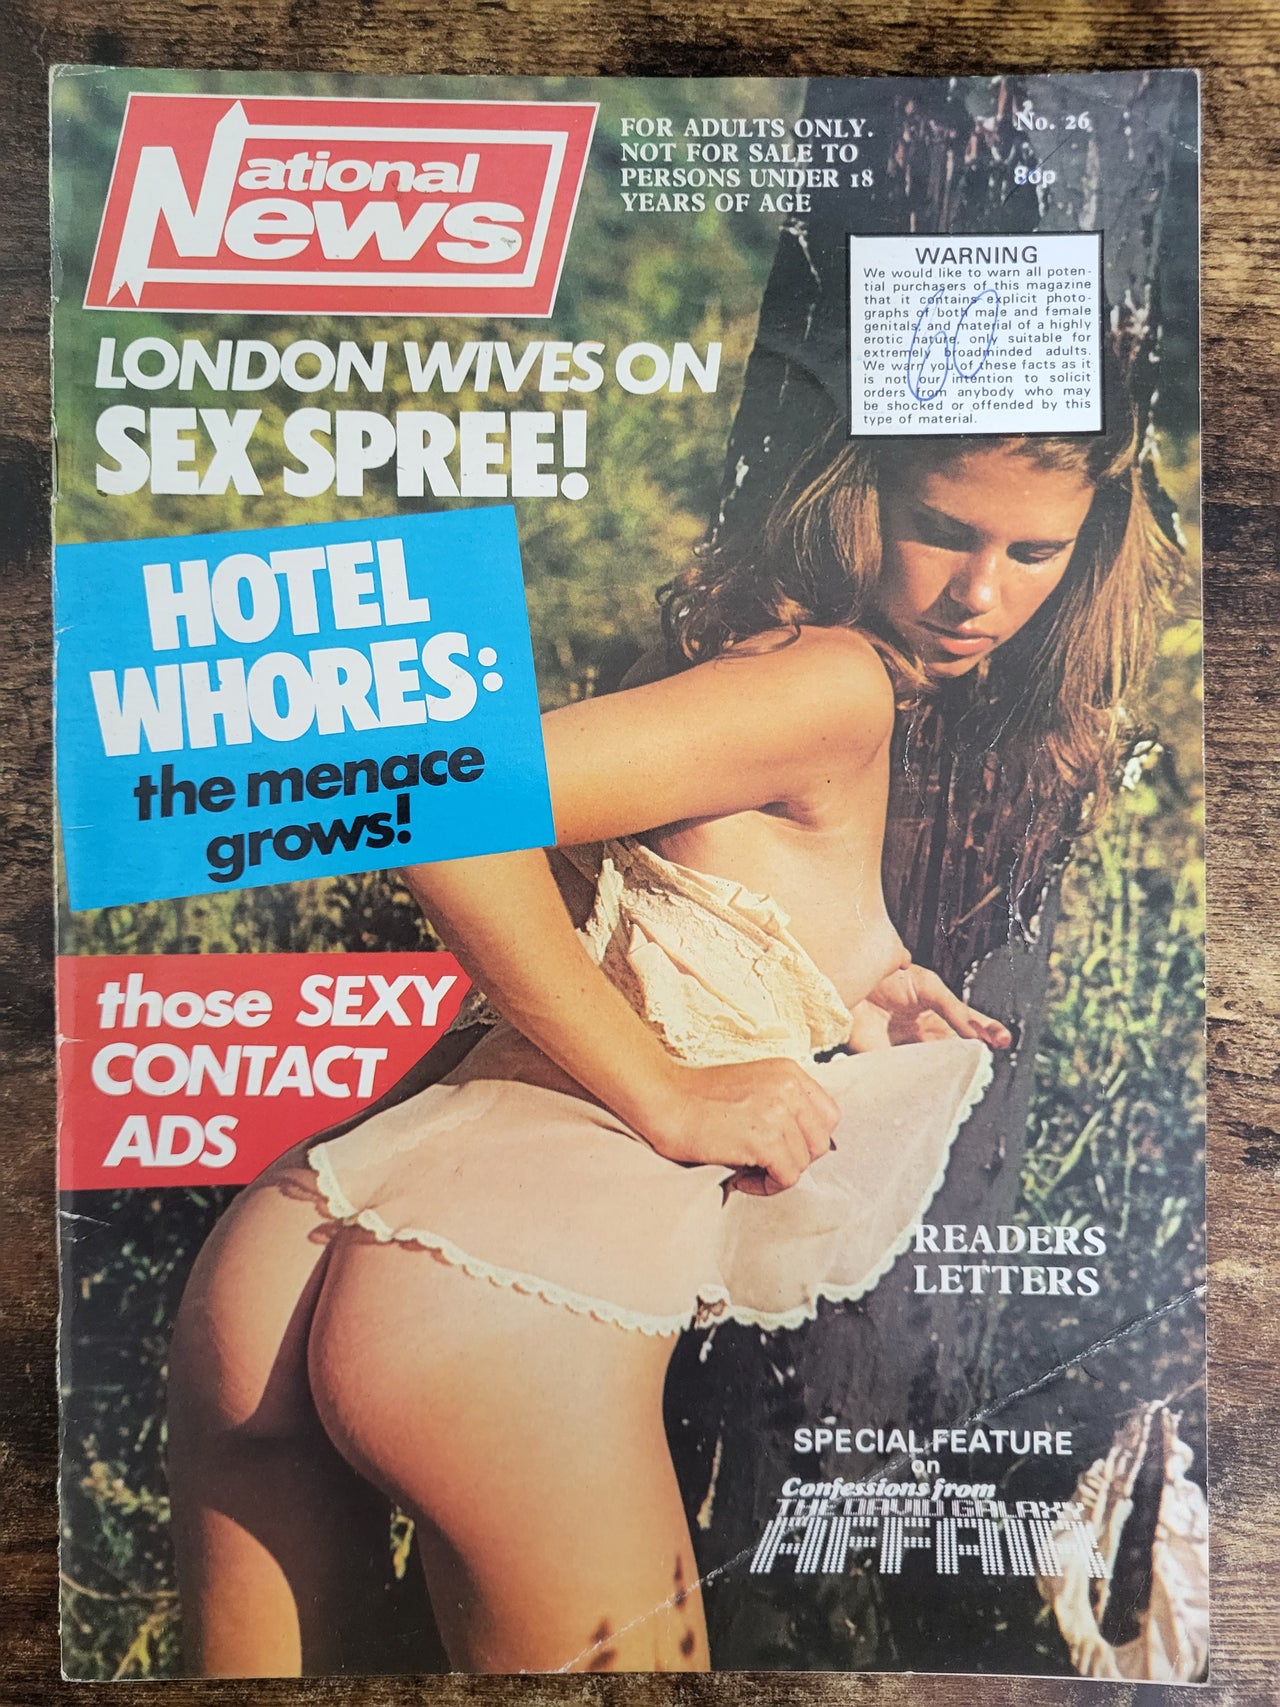 National
News
FOR ADULTS ONLY.
NOT FOR SALE TO
PERSONS UNDER 18
YEARS OF AGE
No. 26
80p
WARNING
We would like to warn all poten-
tial purchasers of this magazine
that it contains explicit photo-
graphs of both male and female
genitals, and material of a highly
erotic nature, only suitable for
extremely broadminded adults.
We warn you of these facts as it
is not our intention to solicit
orders from anybody who may
be shocked or offended by this
type of material.
LONDON WIVES ON
SEX SPREE!
HOTEL
WHORES:
the menace
grows!
those SEXY
CONTACT
ADS
READERS
LETTERS
SPECIAL FEATURE
on
Confessions from
THE DAVID GALAXY
AFFAIR